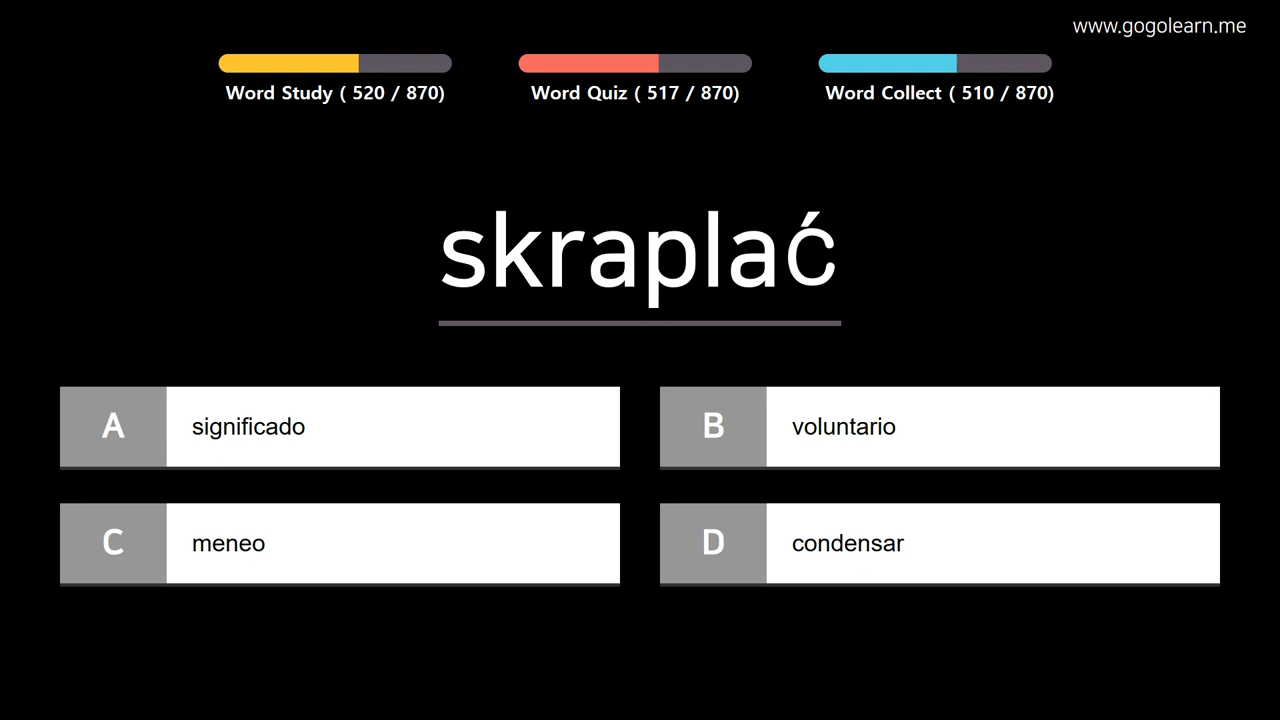 www.gogolearn.me
Word Study ( 520 / 870)
Word Quiz ( 517 / 870)
Word Collect ( 510 / 870)
skraplać
A significado
B voluntario
C meneo
D condensar